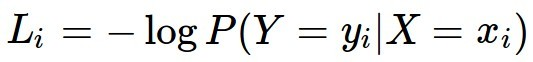 L_i = − log P(Y = y_i|X = x_i)